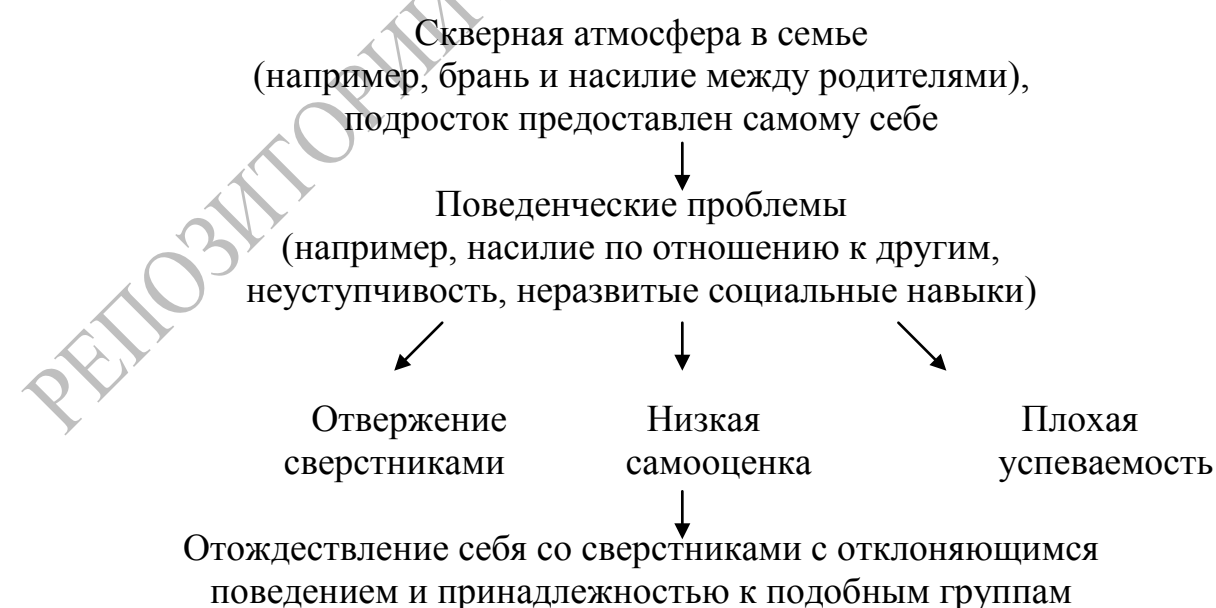 Скверная атмосфера в семье
(например, брань и насилие между родителями),
подросток предоставлен самому себе
Поведенческие проблемы
(например, насилие по отношению к другим,
неуступчивость, неразвитые социальные навыки)
Отвержение Низкая Плохая
сверстниками самооценка успеваемость
Отождествление себя со сверстниками с отклоняющимся
поведением и принадлежностью к подобным группам
РЕПОЗИТОРИЙ